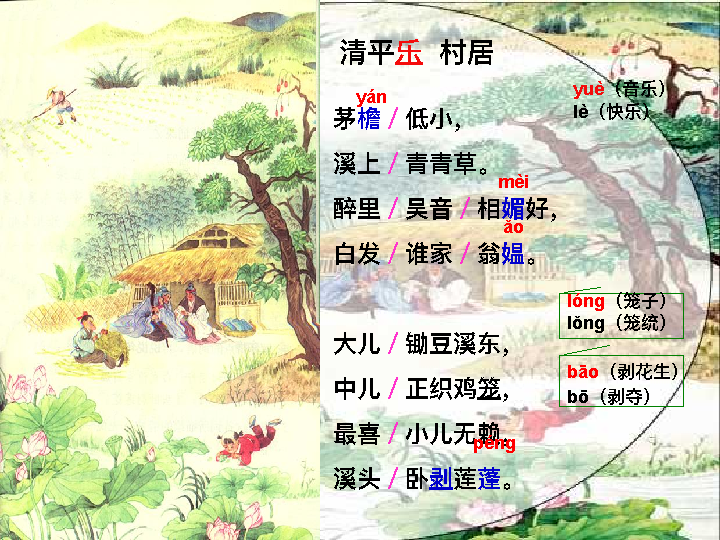 清平乐 村居
yuè（音乐）
lè（快乐）
yán
茅檐/低小，
溪上/青青草。
mèi
醉里/吴音/相媚好，
ǎo
白发/谁家/翁媪。
lóng（笼子）
lǒng（笼统）
大儿/锄豆溪东，
bāo（剥花生）
bō（剥夺）
中儿/正织鸡笼，
最喜/小儿无赖，
péng
溪头/卧剥莲蓬。